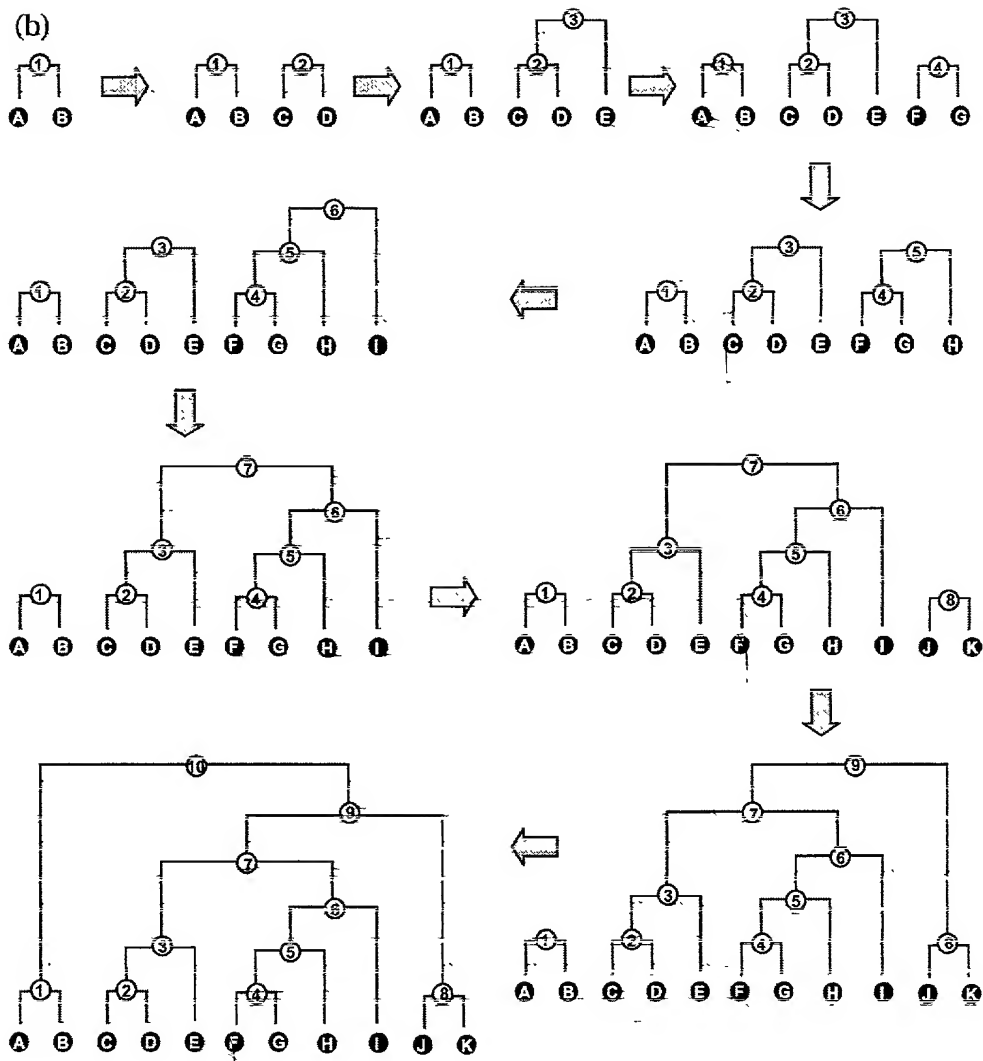 (b)
1
A B
1 2
A B C D
3
1 2
A B C D E
3
1 2 4
A B C D E F G
3 5
1 2 4
A B C D E F G H
6
3 5
1 2 4
A B C D E F G H I
7
6
3 5
1 2 4
A B C D E F G H I
7
6
3 5
1 2 4 8
A B C D E F G H I J K
9
7
6
3 5
1 2 4 6
A B C D E F G H I J K
10
9
7
6
3 5
1 2 4 8
A B C D E F G H I J K